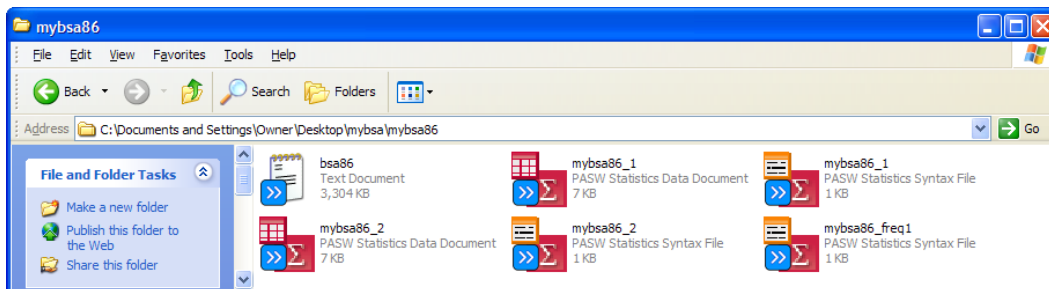 mybsa86
File Edit View Favorites Tools Help
Back Search Folders
Address C:\Documents and Settings\Owner\Desktop\mybsa\mybsa86 Go
File and Folder Tasks
Make a new folder
Publish this folder to
the Web
Share this folder
bsa86
Text Document
3,304 KB
mybsa86_1
PASW Statistics Data Document
7 KB
mybsa86_1
PASW Statistics Syntax File
1 KB
mybsa86_2
PASW Statistics Data Document
7 KB
mybsa86_2
PASW Statistics Syntax File
1 KB
mybsa86_freq1
PASW Statistics Syntax File
1 KB